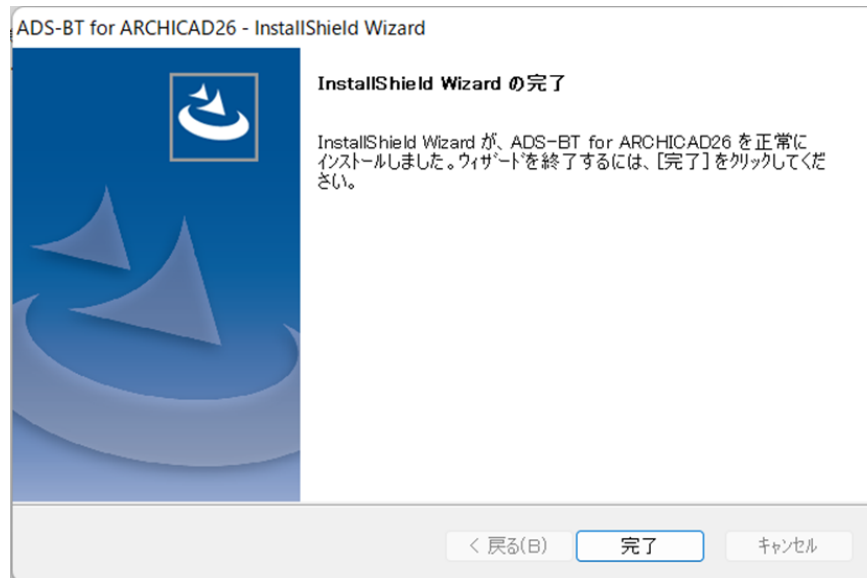 ADS-BT for ARCHICAD26 - InstallShield Wizard
InstallShield Wizard の完了
InstallShield Wizard が、ADS-BT for ARCHICAD26 を正常に
ｲﾝｽﾄｰﾙしました。ｳｨｻﾞｰﾄﾞを終了するには、[完了]をｸﾘｯｸしてくだ
さい。
< 戻る(B)
完了
ｷｬﾝｾﾙ